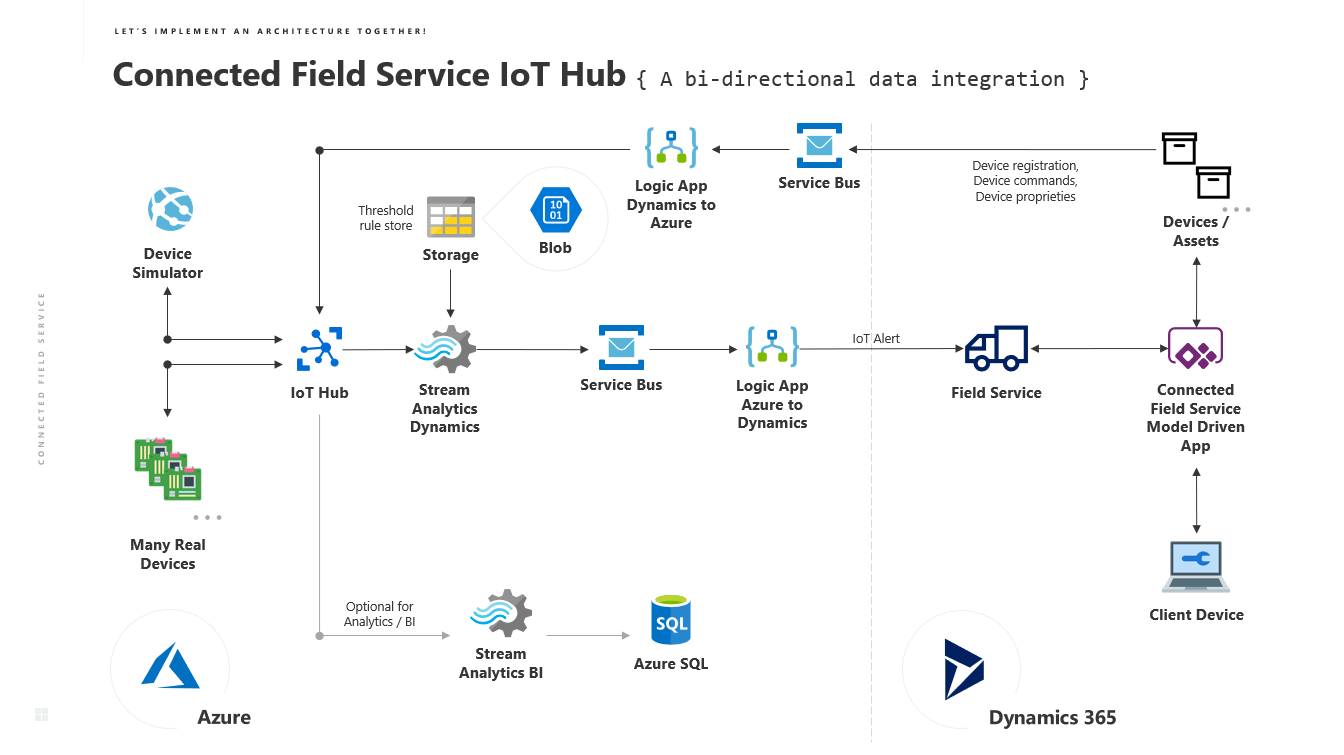 LET'S IMPLEMENT AN ARCHITECTURE TOGETHER!
Connected Field Service IoT Hub { A bi-directional data integration }
CONNECTED FIELD SERVICE
Device registration,
Device commands,
Device proprieties
Service Bus
Logic App
Dynamics to
Azure
Threshold
rule store
Storage
10
01
Blob
Devices /
Assets
Device
Simulator
IoT Hub
Stream
Analytics
Dynamics
Service Bus
Logic App
Azure to
Dynamics
IoT Alert
Field Service
Connected
Field Service
Model Driven
App
Many Real
Devices
Optional for
Analytics / BI
Stream
Analytics BI
SQL
Azure SQL
Client Device
Azure
Dynamics 365